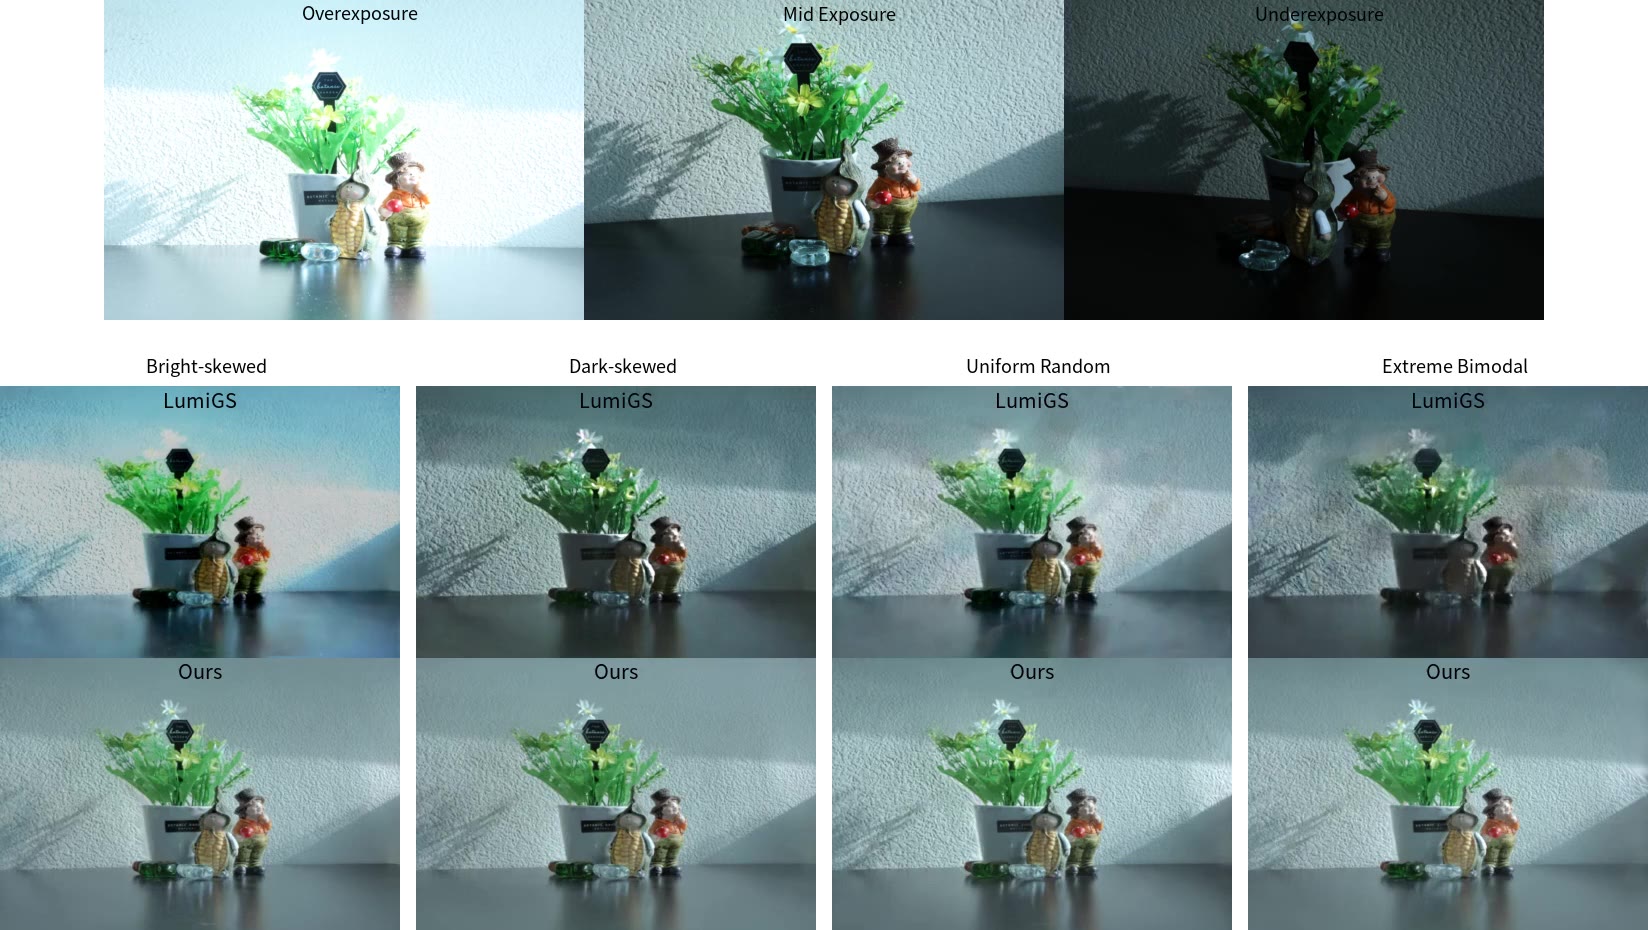 Overexposure
Mid Exposure
Underexposure
Bright-skewed
Dark-skewed
Uniform Random
Extreme Bimodal
LumiGS
LumiGS
LumiGS
LumiGS
Ours
Ours
Ours
Ours